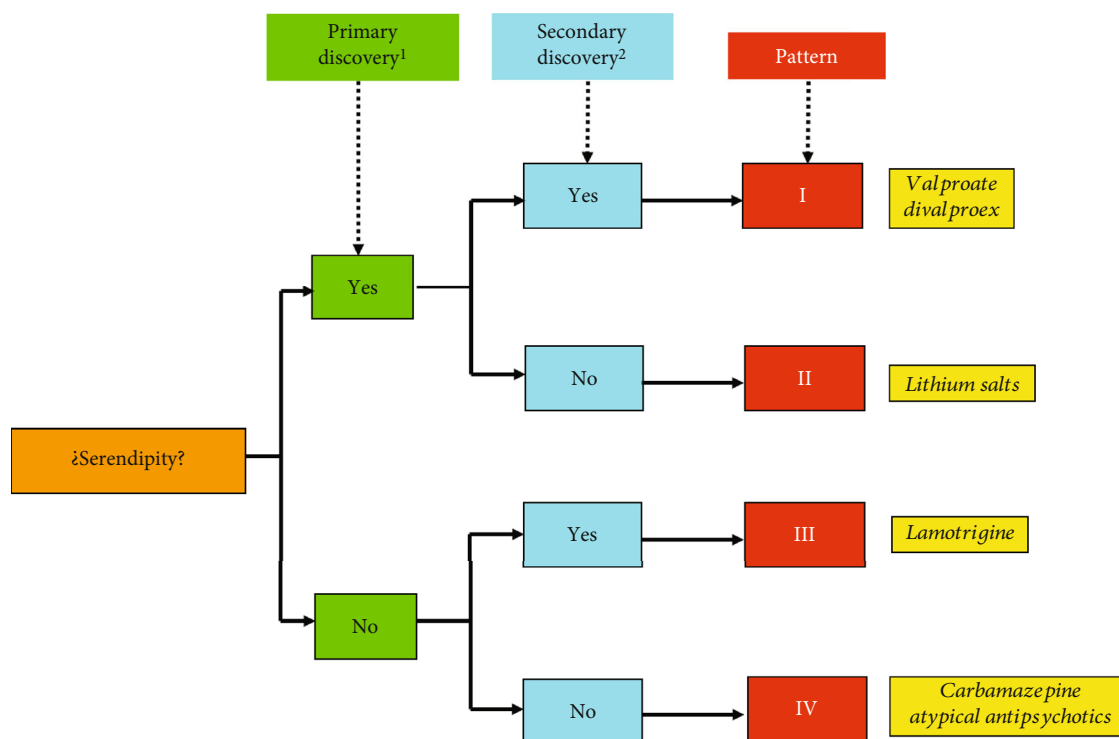 Primary
discovery¹
Secondary
discovery²
Pattern
Yes
I
Valproate
divalproex
Yes
No
II
Lithium salts
¿Serendipity?
Yes
III
Lamotrigine
No
No
IV
Carbamazepine
atypical antipsychotics